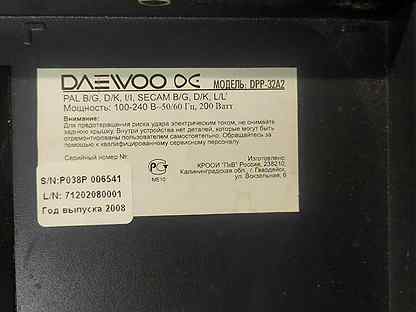 DAEWOO DE МОДЕЛЬ: DPP-32A2
PAL B/G, D/K, I/I, SECAM B/G, D/K, L/L'
Мощность: 100-240 В~50/60 Гц, 200 Ватт
Внимание:
Для предотвращения риска удара электрическим током, не снимайте
заднюю крышку. Внутри устройства нет деталей, которые могут быть
отремонтированы пользователем самостоятельно. Обращайтесь за
помощью к квалифицированному сервисному персоналу.
Серийный номер №:
S/N:P038P 006541
L/N: 71202080001
Год выпуска 2008
РСТ
МЕ10
Изготовлено
КРООИ "ПиВ" Россия, 238210,
Калининградская обл., г. Гвардейск,
ул. Вокзальная, 6